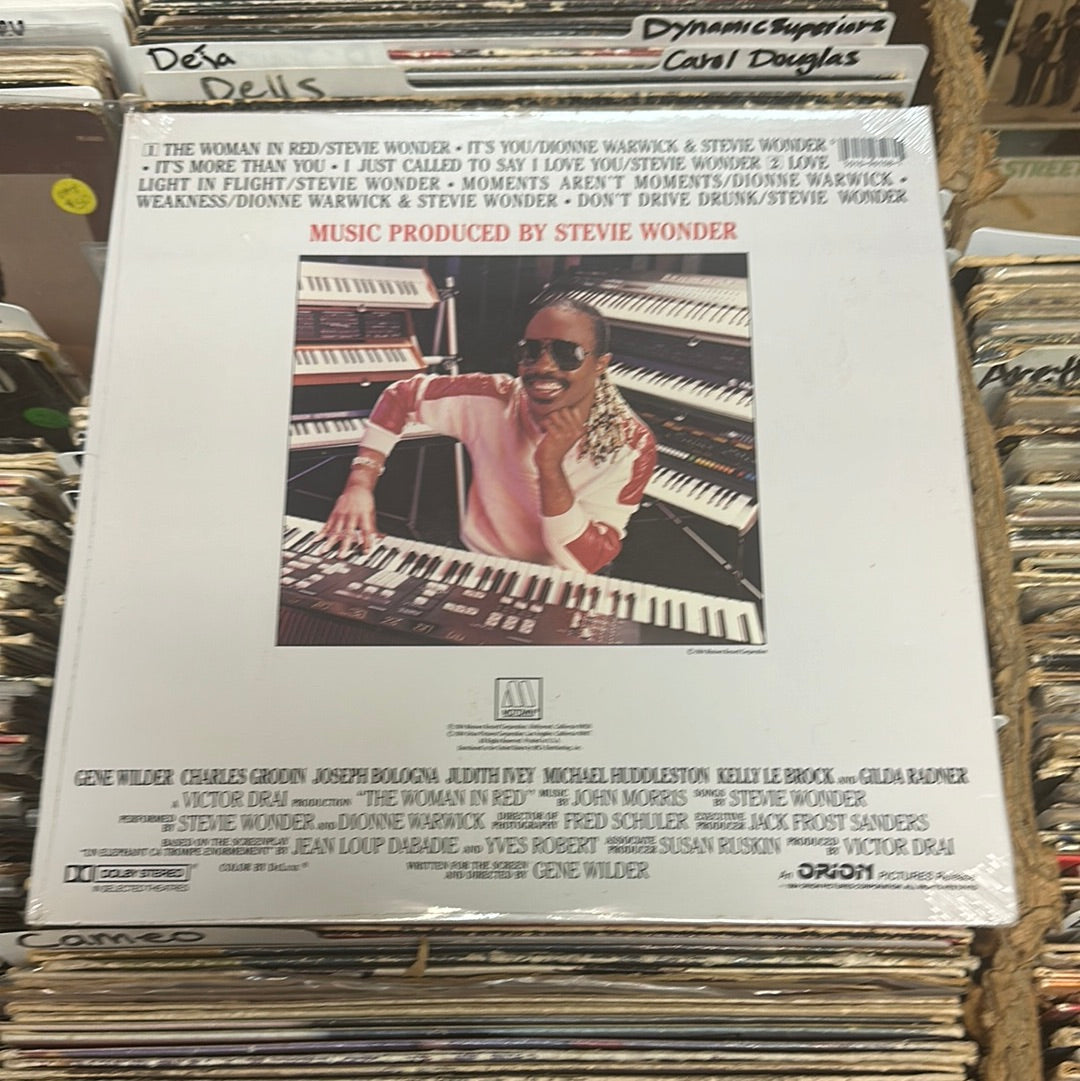 Dynamic Superiors
Deja
Carol Douglas
Dells
1 THE WOMAN IN RED/STEVIE WONDER • IT'S YOU/DIONNE WARWICK & STEVIE WONDER
• IT'S MORE THAN YOU • I JUST CALLED TO SAY I LOVE YOU/STEVIE WONDER 2 LOVE
LIGHT IN FLIGHT/STEVIE WONDER • MOMENTS AREN'T MOMENTS/DIONNE WARWICK •
WEAKNESS/DIONNE WARWICK & STEVIE WONDER • DON'T DRIVE DRUNK/STEVIE WONDER
STREET
MUSIC PRODUCED BY STEVIE WONDER
M
MOTOWN
GENE WILDER CHARLES GRODIN JOSEPH BOLOGNA JUDITH IVEY MICHAEL HUDDLESTON KELLY LE BROCK AND GILDA RADNER
A VICTOR DRAI PRODUCTION "THE WOMAN IN RED" MUSIC BY JOHN MORRIS SONGS BY STEVIE WONDER
PERFORMED BY STEVIE WONDER AND DIONNE WARWICK DIRECTOR OF PHOTOGRAPHY FRED SCHULER EXECUTIVE PRODUCER JACK FROST SANDERS
BASED ON THE SCREENPLAY "UN ELEPHANT CA TROMPE ENORMEMENT" BY JEAN LOUP DABADIE AND YVES ROBERT ASSOCIATE PRODUCER SUSAN RUSKIN PRODUCED BY VICTOR DRAI
DOLBY STEREO
IN SELECTED THEATRES
COLOR BY DeLuxe
WRITTEN FOR THE SCREEN AND DIRECTED BY GENE WILDER
An ORION PICTURES Release
Cameo